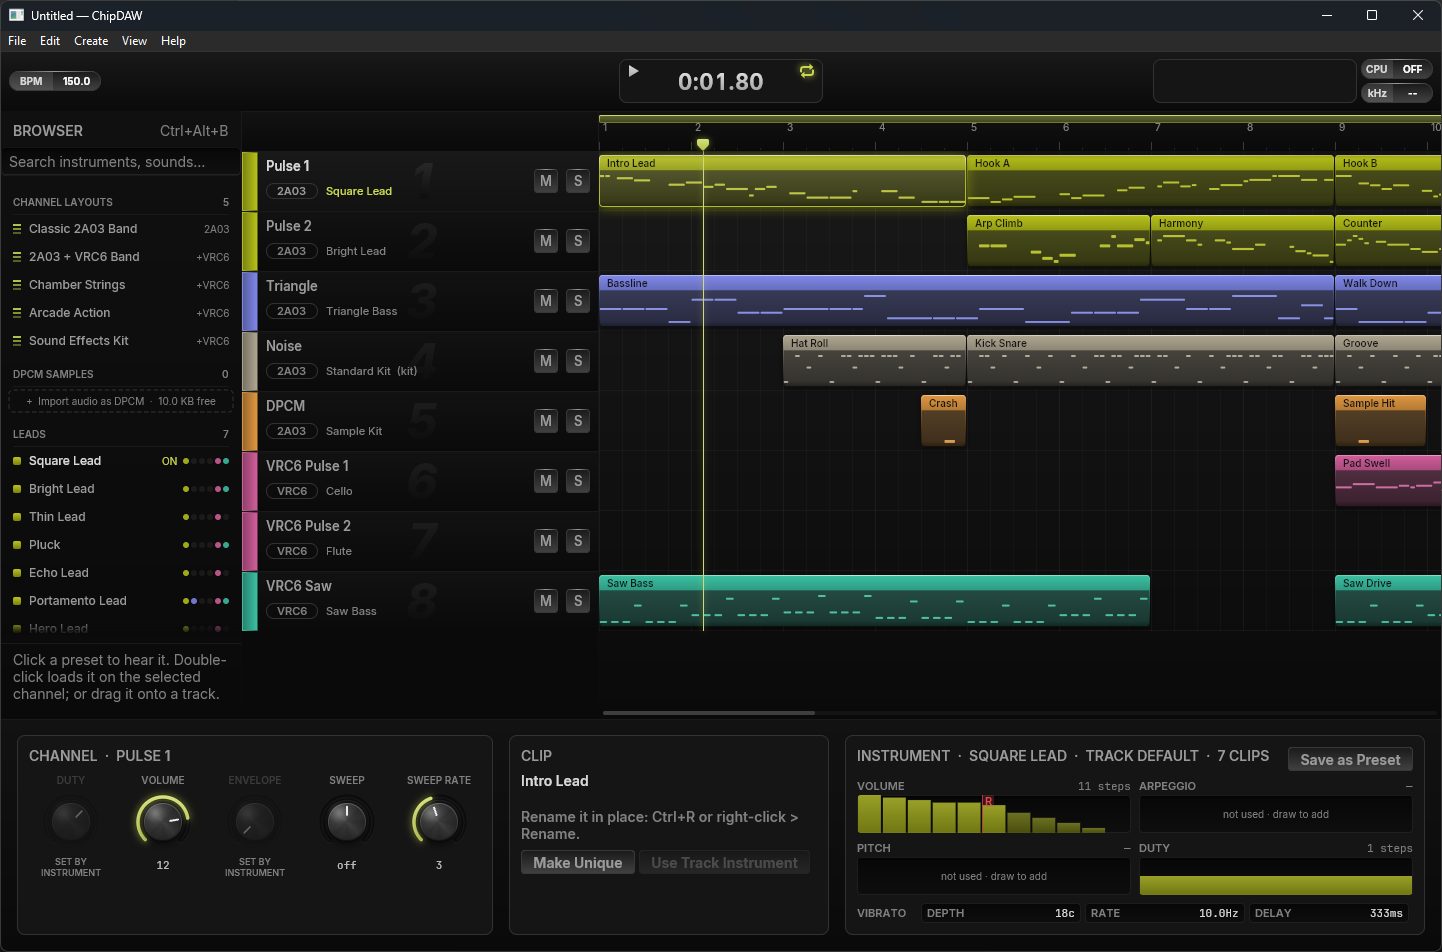 Untitled — ChipDAW
File Edit Create View Help
BPM 150.0
0:01.80
CPU OFF
kHz --
BROWSER Ctrl+Alt+B
Search instruments, sounds...
CHANNEL LAYOUTS 5
Classic 2A03 Band 2A03
2A03 + VRC6 Band +VRC6
Chamber Strings +VRC6
Arcade Action +VRC6
Sound Effects Kit +VRC6
DPCM SAMPLES 0
+ Import audio as DPCM · 10.0 KB free
LEADS 7
Square Lead ON
Bright Lead
Thin Lead
Pluck
Echo Lead
Portamento Lead
Hero Lead
Click a preset to hear it. Double-
click loads it on the selected
channel; or drag it onto a track.
1 2 3 4 5 6 7 8 9 10
Pulse 1 1 M S
2A03 Square Lead
Intro Lead Hook A Hook B
Pulse 2 2 M S
2A03 Bright Lead
Arp Climb Harmony Counter
Triangle 3 M S
2A03 Triangle Bass
Bassline Walk Down
Noise 4 M S
2A03 Standard Kit (kit)
Hat Roll Kick Snare Groove
DPCM 5 M S
2A03 Sample Kit
Crash Sample Hit
VRC6 Pulse 1 6 M S
VRC6 Cello
Pad Swell
VRC6 Pulse 2 7 M S
VRC6 Flute
VRC6 Saw 8 M S
VRC6 Saw Bass
Saw Bass Saw Drive
CHANNEL · PULSE 1
DUTY VOLUME ENVELOPE SWEEP SWEEP RATE
SET BY
INSTRUMENT
12
SET BY
INSTRUMENT
off
3
CLIP
Intro Lead
Rename it in place: Ctrl+R or right-click >
Rename.
Make Unique Use Track Instrument
INSTRUMENT · SQUARE LEAD · TRACK DEFAULT · 7 CLIPS Save as Preset
VOLUME 11 steps
R
ARPEGGIO –
not used · draw to add
PITCH –
not used · draw to add
DUTY 1 steps
VIBRATO DEPTH 18c RATE 10.0Hz DELAY 333ms